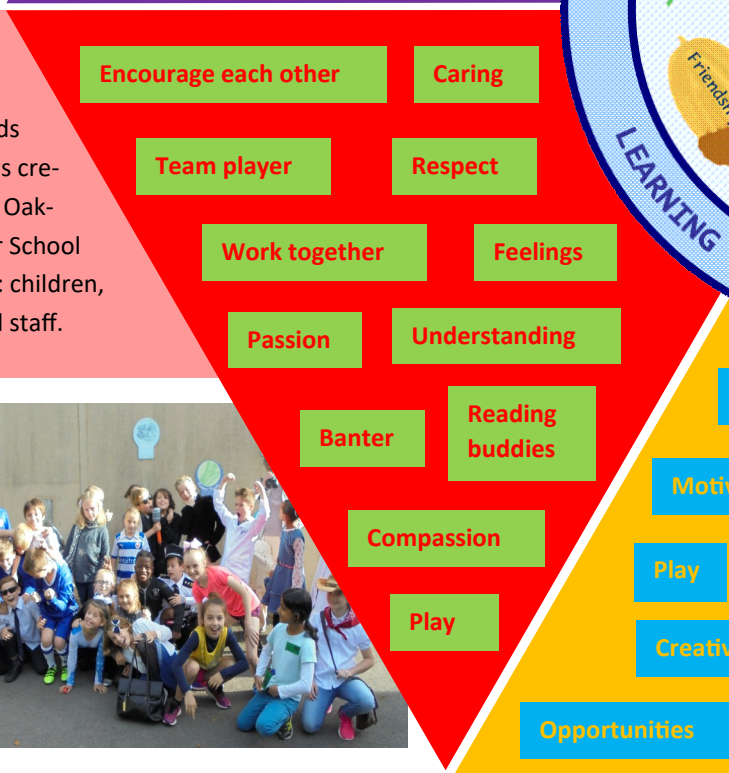 Encourage each other
Caring
Team player
Respect
Work together
Feelings
Passion
Understanding
Banter
Reading
buddies
Compassion
Play
ds
s cre-
Oak-
r School
: children,
staff.
LEARNING
Play
Opportunities